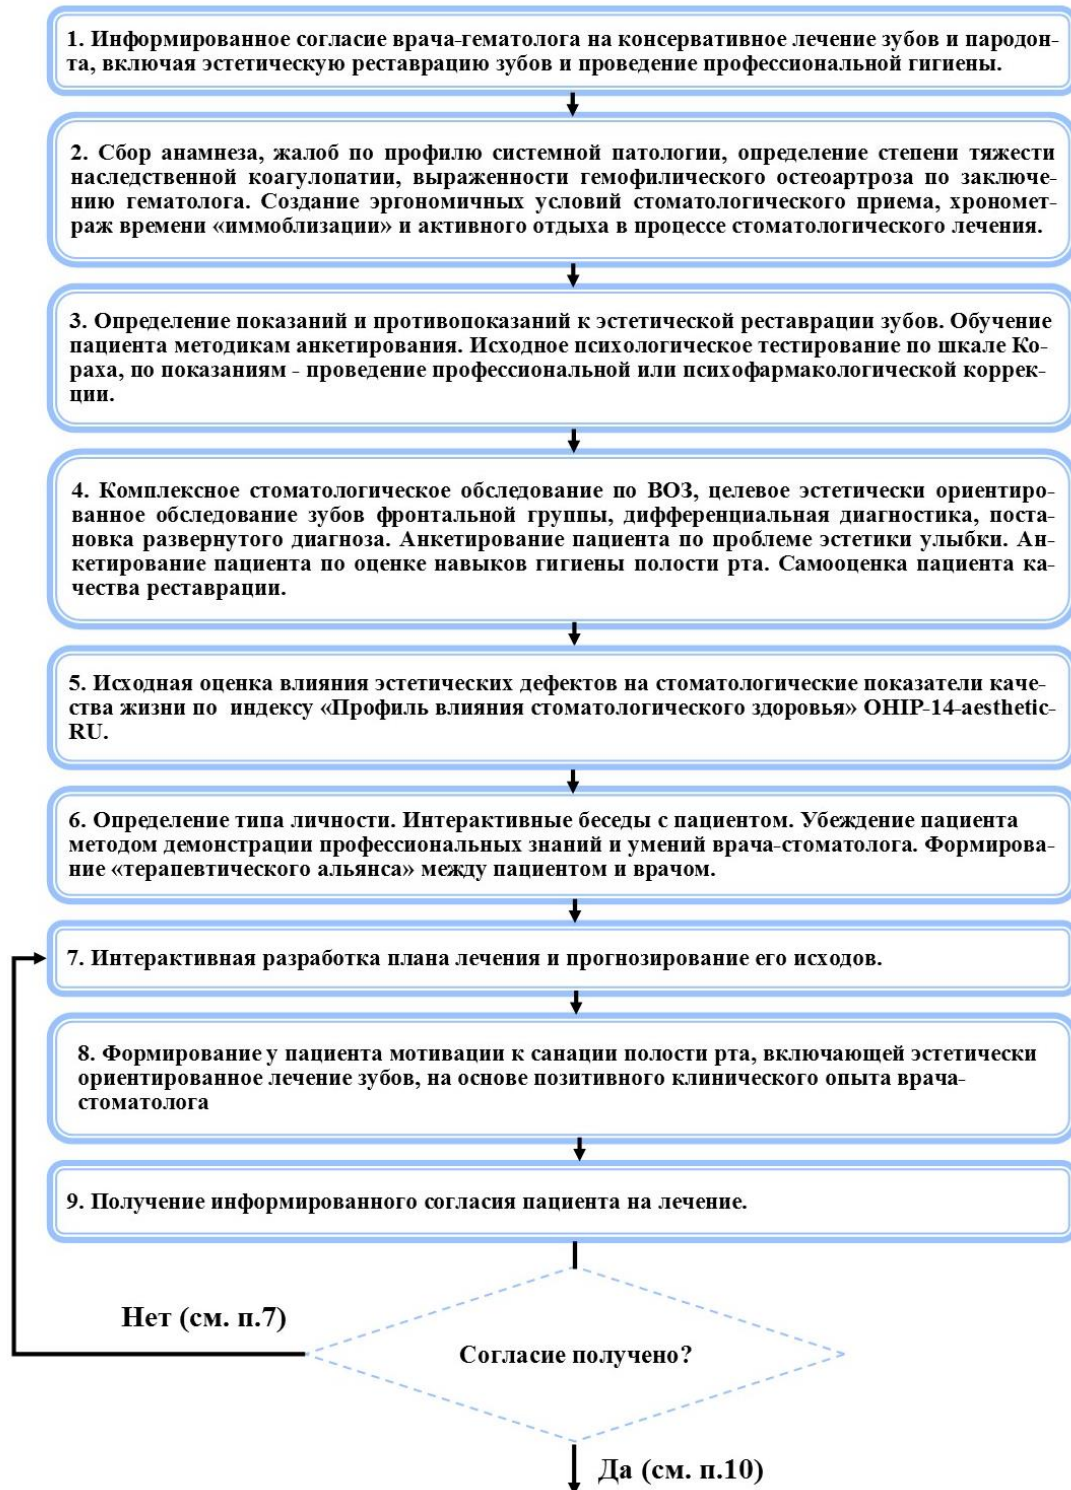 1. Информированное согласие врача-гематолога на консервативное лечение зубов и пародон-
та, включая эстетическую реставрацию зубов и проведение профессиональной гигиены.
2. Сбор анамнеза, жалоб по профилю системной патологии, определение степени тяжести
наследственной коагулопатии, выраженности гемофилического остеоартроза по заключе-
нию гематолога. Создание эргономичных условий стоматологического приема, хрономет-
раж времени «иммоблизации» и активного отдыха в процессе стоматологического лечения.
3. Определение показаний и противопоказаний к эстетической реставрации зубов. Обучение
пациента методикам анкетирования. Исходное психологическое тестирование по шкале Ко-
раха, по показаниям - проведение профессиональной или психофармакологической коррек-
ции.
4. Комплексное стоматологическое обследование по ВОЗ, целевое эстетически ориентиро-
ванное обследование зубов фронтальной группы, дифференциальная диагностика, поста-
новка развернутого диагноза. Анкетирование пациента по проблеме эстетики улыбки. Ан-
кетирование пациента по оценке навыков гигиены полости рта. Самооценка пациента ка-
чества реставрации.
5. Исходная оценка влияния эстетических дефектов на стоматологические показатели каче-
ства жизни по индексу «Профиль влияния стоматологического здоровья» OHIP-14-aesthetic-
RU.
6. Определение типа личности. Интерактивные беседы с пациентом. Убеждение пациента
методом демонстрации профессиональных знаний и умений врача-стоматолога. Формирова-
ние «терапевтического альянса» между пациентом и врачом.
7. Интерактивная разработка плана лечения и прогнозирование его исходов.
8. Формирование у пациента мотивации к санации полости рта, включающей эстетически
ориентированное лечение зубов, на основе позитивного клинического опыта врача-
стоматолога
9. Получение информированного согласия пациента на лечение.
Нет (см. п.7)
Согласие получено?
Да (см. п.10)